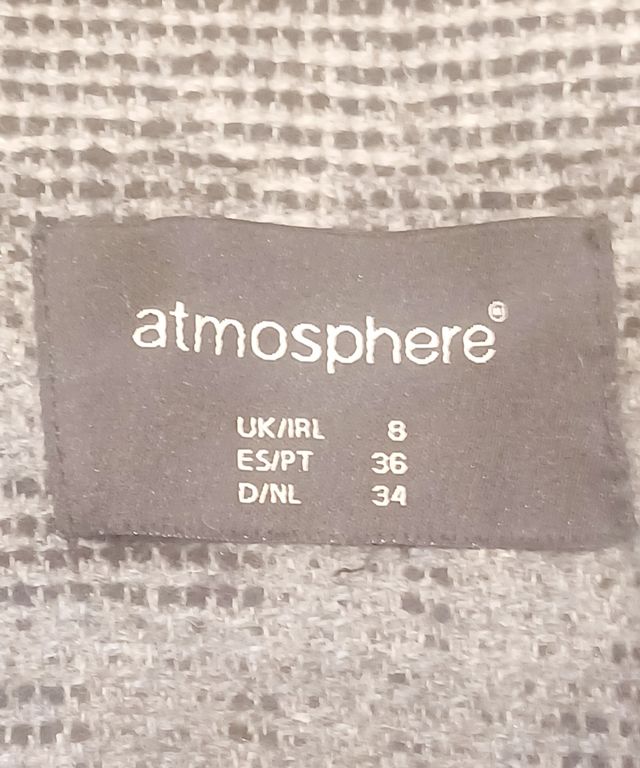 atmosphere®
UK/IRL 8
ES/PT 36
D/NL 34